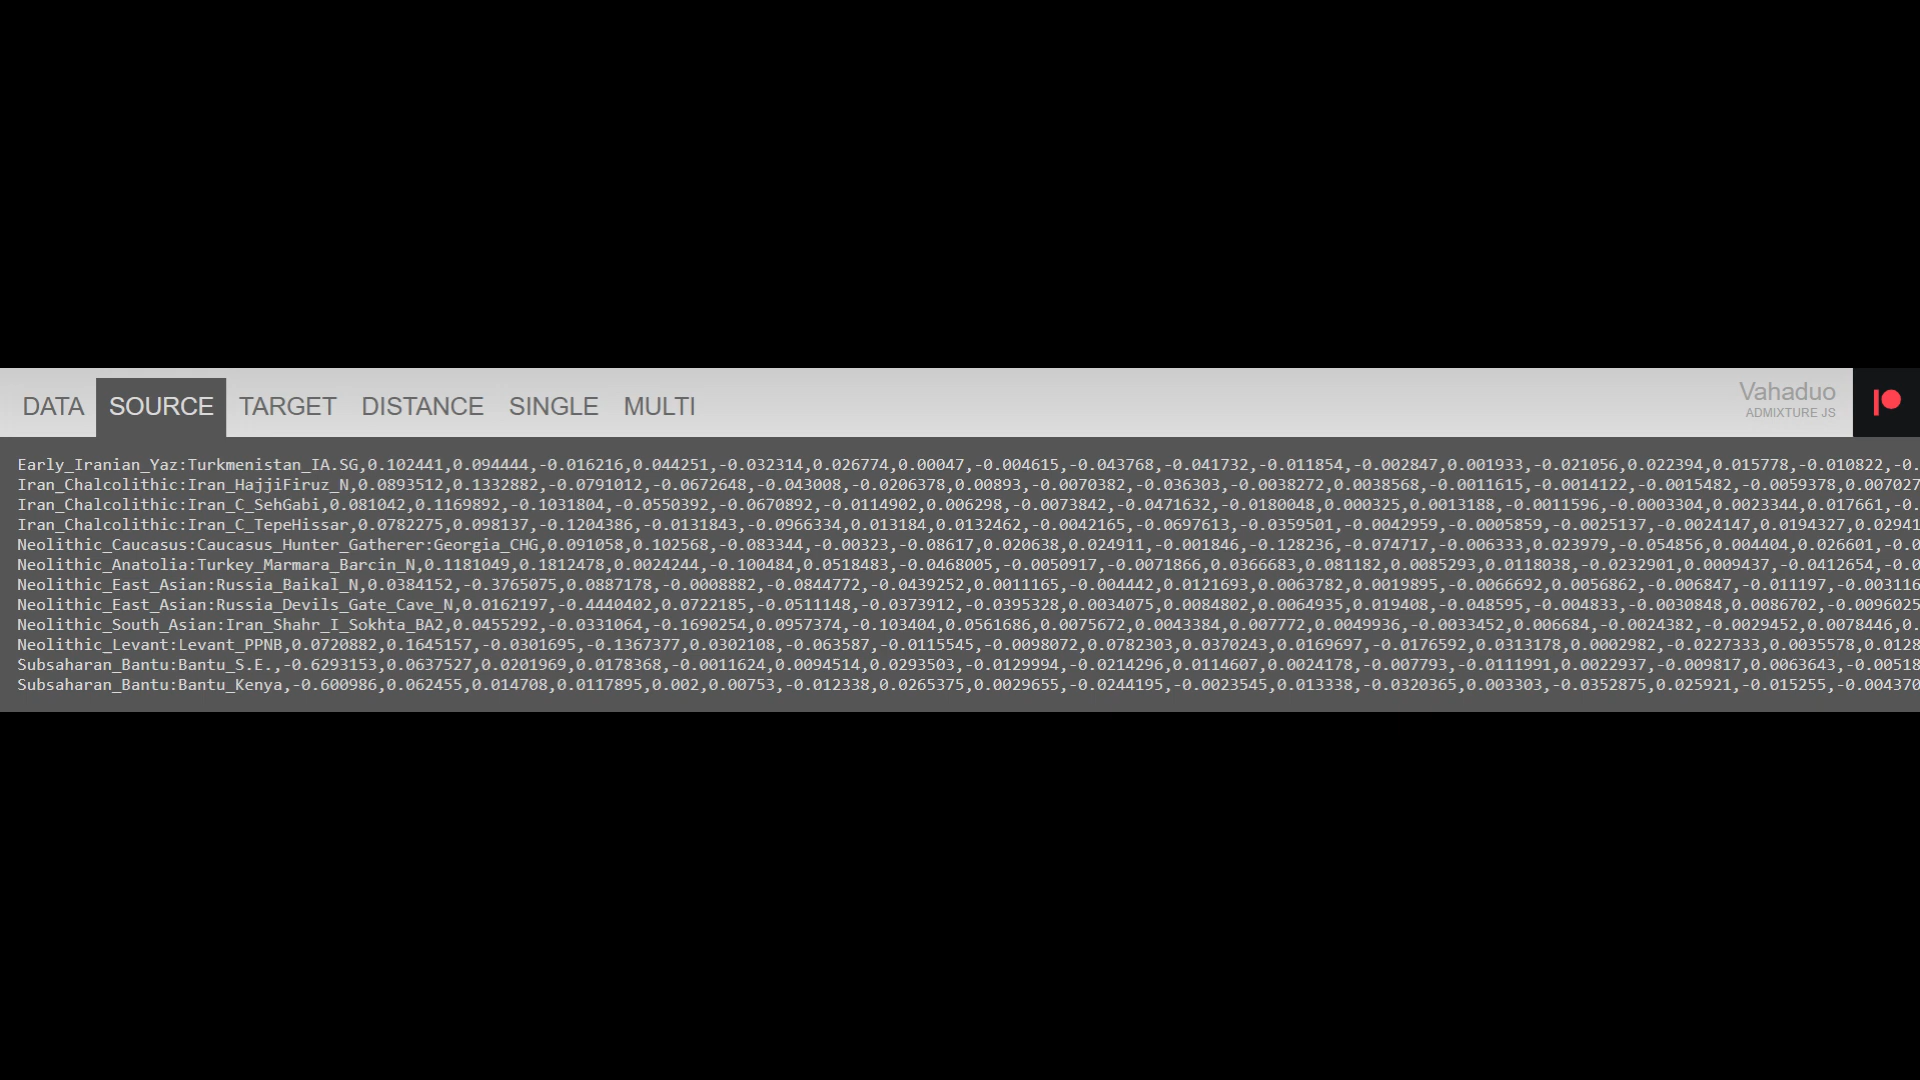 DATA SOURCE TARGET DISTANCE SINGLE MULTI
Vahaduo
ADMIXTURE JS
Early_Iranian_Yaz:Turkmenistan_IA.SG,0.102441,0.094444,-0.016216,0.044251,-0.032314,0.026774,0.00047,-0.004615,-0.043768,-0.041732,-0.011854,-0.002847,0.001933,-0.021056,0.022394,0.015778,-0.010822,-0.
Iran_Chalcolithic:Iran_HajjiFiruz_N,0.0893512,0.1332882,-0.0791012,-0.0672648,-0.043008,-0.0206378,0.00893,-0.0070382,-0.036303,-0.0038272,0.0038568,-0.0011615,-0.0014122,-0.0015482,-0.0059378,0.007027
Iran_Chalcolithic:Iran_C_SehGabi,0.081042,0.1169892,-0.1031804,-0.0550392,-0.0670892,-0.0114902,0.006298,-0.0073842,-0.0471632,-0.0180048,0.000325,0.0013188,-0.0011596,-0.0003304,0.0023344,0.017661,-0.
Iran_Chalcolithic:Iran_C_TepeHissar,0.0782275,0.098137,-0.1204386,-0.0131843,-0.0966334,0.013184,0.0132462,-0.0042165,-0.0697613,-0.0359501,-0.0042959,-0.0005859,-0.0025137,-0.0024147,0.0194327,0.02941
Neolithic_Caucasus:Caucasus_Hunter_Gatherer:Georgia_CHG,0.091058,0.102568,-0.083344,-0.00323,-0.08617,0.020638,0.024911,-0.001846,-0.128236,-0.074717,-0.006333,0.023979,-0.054856,0.004404,0.026601,-0.0
Neolithic_Anatolia:Turkey_Marmara_Barcin_N,0.1181049,0.1812478,0.0024244,-0.100484,0.0518483,-0.0468005,-0.0050917,-0.0071866,0.0366683,0.081182,0.0085293,0.0118038,-0.0232901,0.0009437,-0.0412654,-0.0
Neolithic_East_Asian:Russia_Baikal_N,0.0384152,-0.3765075,0.0887178,-0.0008882,-0.0844772,-0.0439252,0.0011165,-0.004442,0.0121693,0.0063782,0.0019895,-0.0066692,0.0056862,-0.006847,-0.011197,-0.003116
Neolithic_East_Asian:Russia_Devils_Gate_Cave_N,0.0162197,-0.4440402,0.0722185,-0.0511148,-0.0373912,-0.0395328,0.0034075,0.0084802,0.0064935,0.019408,-0.048595,-0.004833,-0.0030848,0.0086702,-0.0096025
Neolithic_South_Asian:Iran_Shahr_I_Sokhta_BA2,0.0455292,-0.0331064,-0.1690254,0.0957374,-0.103404,0.0561686,0.0075672,0.0043384,0.007772,0.0049936,-0.0033452,0.006684,-0.0024382,-0.0029452,0.0078446,0.
Neolithic_Levant:Levant_PPNB,0.0720882,0.1645157,-0.0301695,-0.1367377,0.0302108,-0.063587,-0.0115545,-0.0098072,0.0782303,0.0370243,0.0169697,-0.0176592,0.0313178,0.0002982,-0.0227333,0.0035578,0.0128
Subsaharan_Bantu:Bantu_S.E.,-0.6293153,0.0637527,0.0201969,0.0178368,-0.0011624,0.0094514,0.0293503,-0.0129994,-0.0214296,0.0114607,0.0024178,-0.007793,-0.0111991,0.0022937,-0.009817,0.0063643,-0.00518
Subsaharan_Bantu:Bantu_Kenya,-0.600986,0.062455,0.014708,0.0117895,0.002,0.00753,-0.012338,0.0265375,0.0029655,-0.0244195,-0.0023545,0.013338,-0.0320365,0.003303,-0.0352875,0.025921,-0.015255,-0.004370